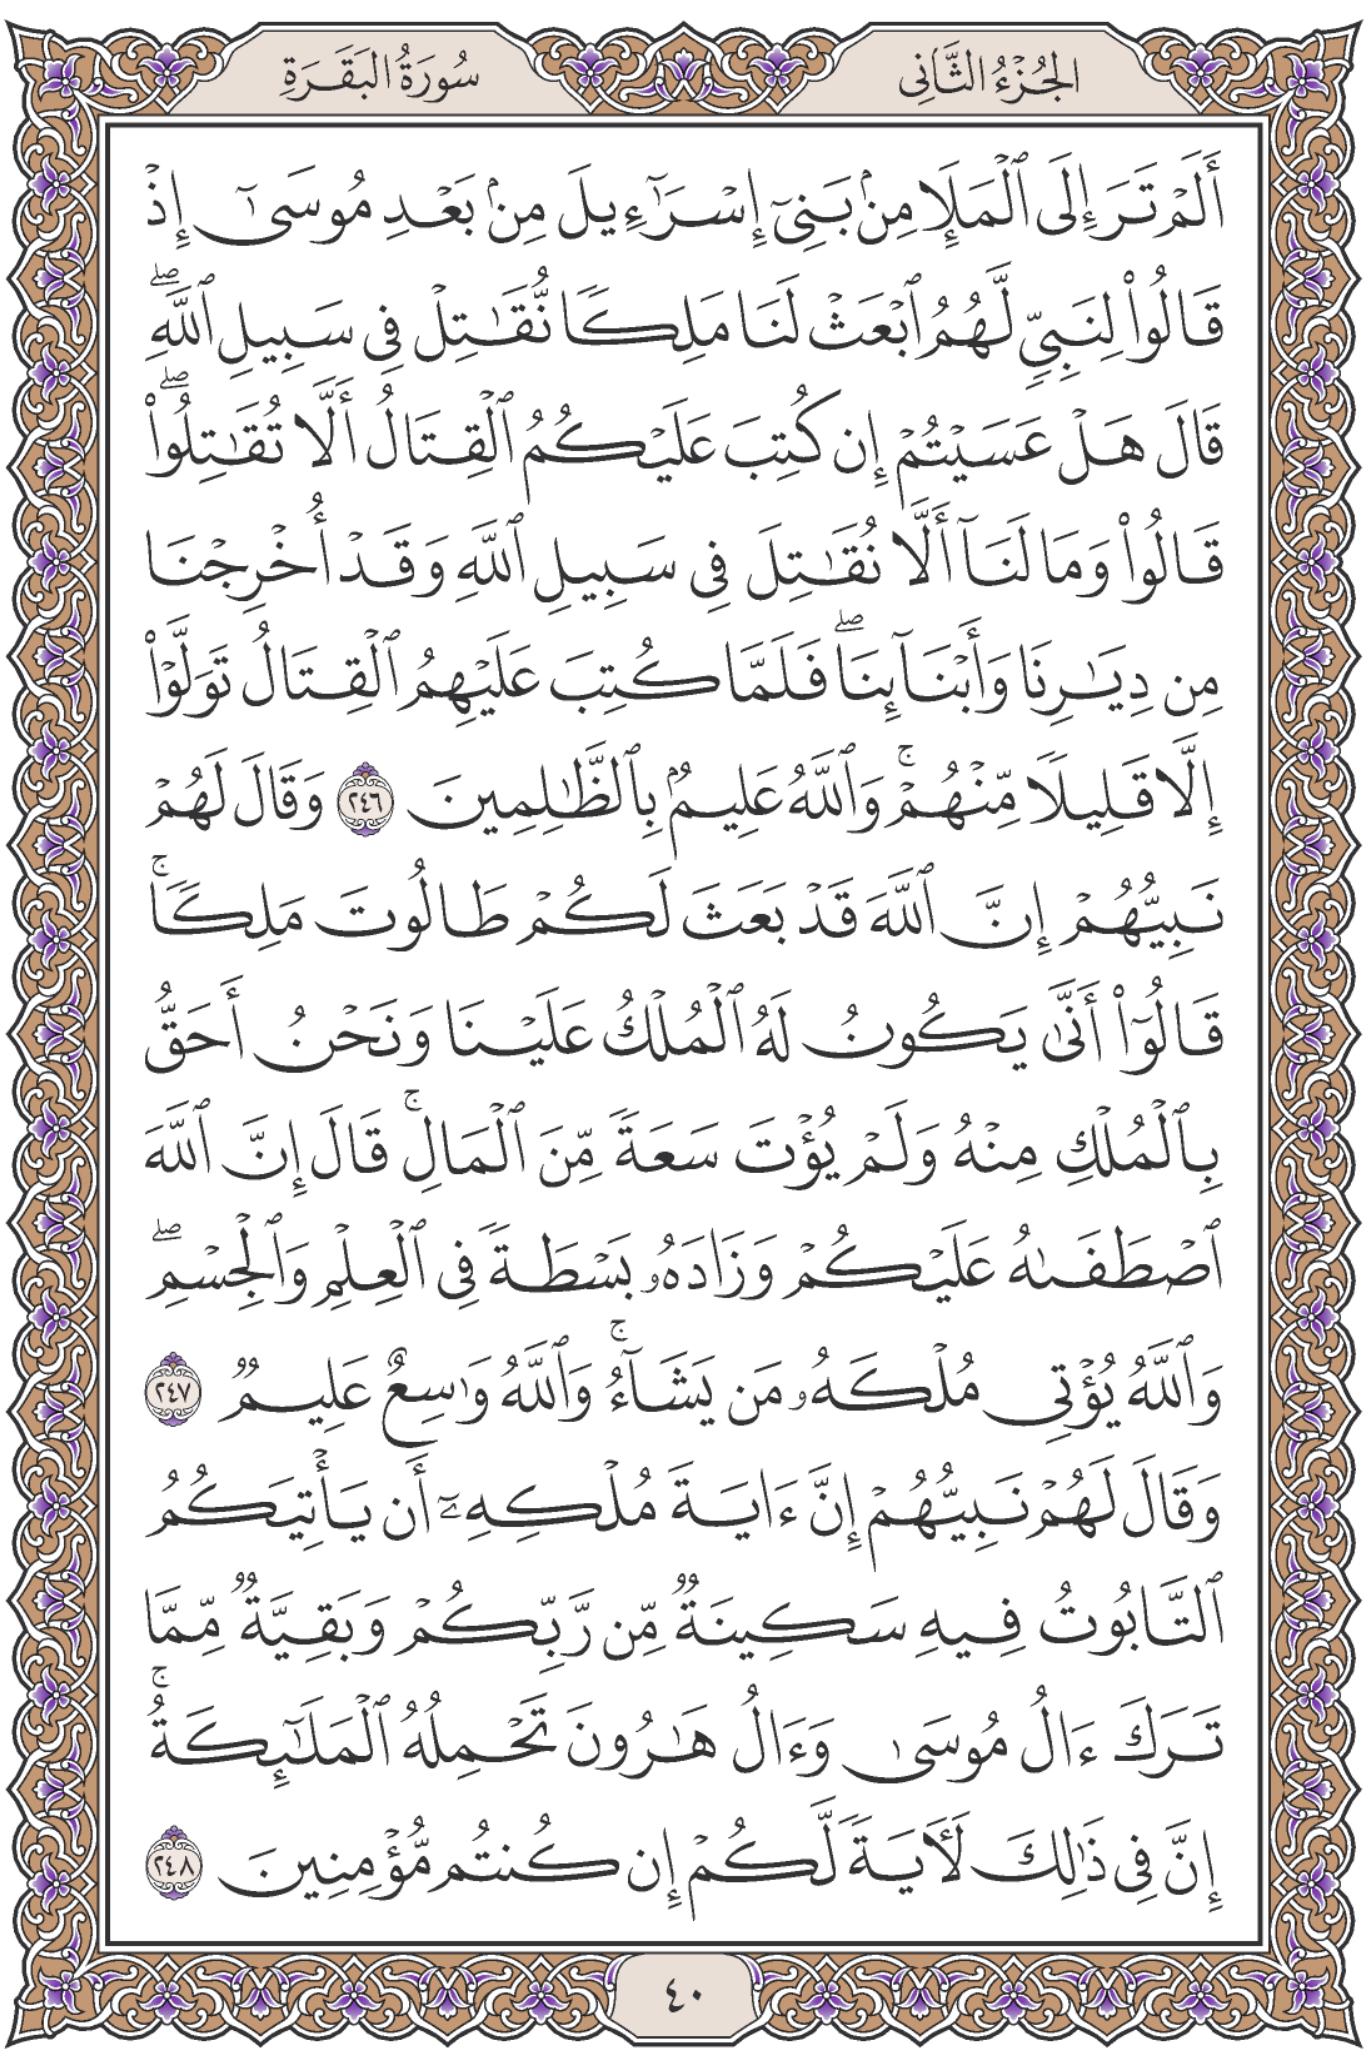 الجُزْءُ الثَّانِي
سُورَةُ البَقَرَةِ
أَلَمْ تَرَ إِلَى ٱلْمَلَإِ مِنۢ بَنِىٓ إِسْرَٰٓءِيلَ مِنۢ بَعْدِ مُوسَىٰٓ إِذْ
قَالُوا۟ لِنَبِىٍّ لَّهُمُ ٱبْعَثْ لَنَا مَلِكًا نُّقَٰتِلْ فِى سَبِيلِ ٱللَّهِ ۖ
قَالَ هَلْ عَسَيْتُمْ إِن كُتِبَ عَلَيْكُمُ ٱلْقِتَالُ أَلَّا تُقَٰتِلُوا۟ ۖ
قَالُوا۟ وَمَا لَنَآ أَلَّا نُقَٰتِلَ فِى سَبِيلِ ٱللَّهِ وَقَدْ أُخْرِجْنَا
مِن دِيَٰرِنَا وَأَبْنَآئِنَا ۖ فَلَمَّا كُتِبَ عَلَيْهِمُ ٱلْقِتَالُ تَوَلَّوْا۟
إِلَّا قَلِيلًا مِّنْهُمْ ۚ وَٱللَّهُ عَلِيمٌۢ بِٱلظَّٰلِمِينَ ٢٤٦ وَقَالَ لَهُمْ
نَبِيُّهُمْ إِنَّ ٱللَّهَ قَدْ بَعَثَ لَكُمْ طَالُوتَ مَلِكًا ۚ
قَالُوٓا۟ أَنَّىٰ يَكُونُ لَهُ ٱلْمُلْكُ عَلَيْنَا وَنَحْنُ أَحَقُّ
بِٱلْمُلْكِ مِنْهُ وَلَمْ يُؤْتَ سَعَةً مِّنَ ٱلْمَالِ ۚ قَالَ إِنَّ ٱللَّهَ
ٱصْطَفَىٰهُ عَلَيْكُمْ وَزَادَهُۥ بَسْطَةً فِى ٱلْعِلْمِ وَٱلْجِسْمِ ۖ
وَٱللَّهُ يُؤْتِى مُلْكَهُۥ مَن يَشَآءُ ۚ وَٱللَّهُ وَٰسِعٌ عَلِيمٌ ٢٤٧
وَقَالَ لَهُمْ نَبِيُّهُمْ إِنَّ ءَايَةَ مُلْكِهِۦٓ أَن يَأْتِيَكُمُ
ٱلتَّابُوتُ فِيهِ سَكِينَةٌ مِّن رَّبِّكُمْ وَبَقِيَّةٌ مِّمَّا
تَرَكَ ءَالُ مُوسَىٰ وَءَالُ هَٰرُونَ تَحْمِلُهُ ٱلْمَلَٰٓئِكَةُ ۚ
إِنَّ فِى ذَٰلِكَ لَءَايَةً لَّكُمْ إِن كُنتُم مُّؤْمِنِينَ ٢٤٨
٤٠